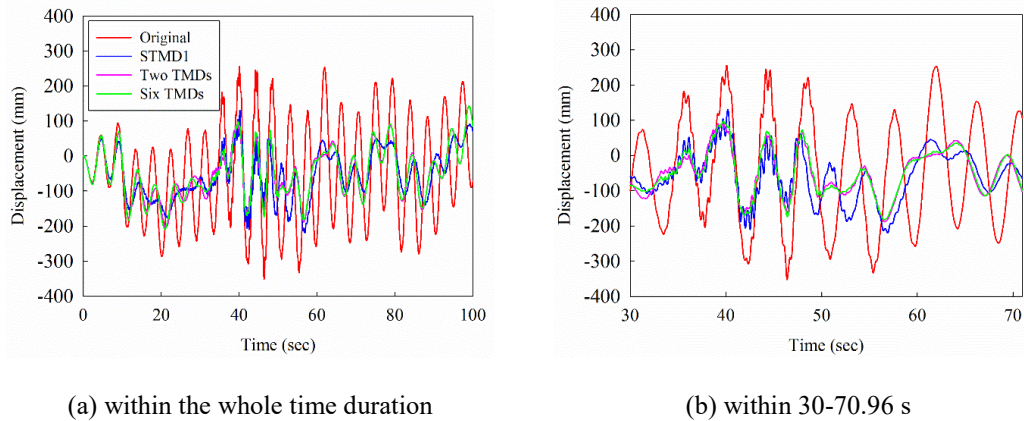 400
300
200
100
0
-100
-200
-300
-400
Displacement (mm)
Original
STMD1
Two TMDs
Six TMDs
0 20 40 60 80 100
Time (sec)
(a) within the whole time duration
400
300
200
100
0
-100
-200
-300
-400
Displacement (mm)
30 40 50 60 70
Time (sec)
(b) within 30-70.96 s